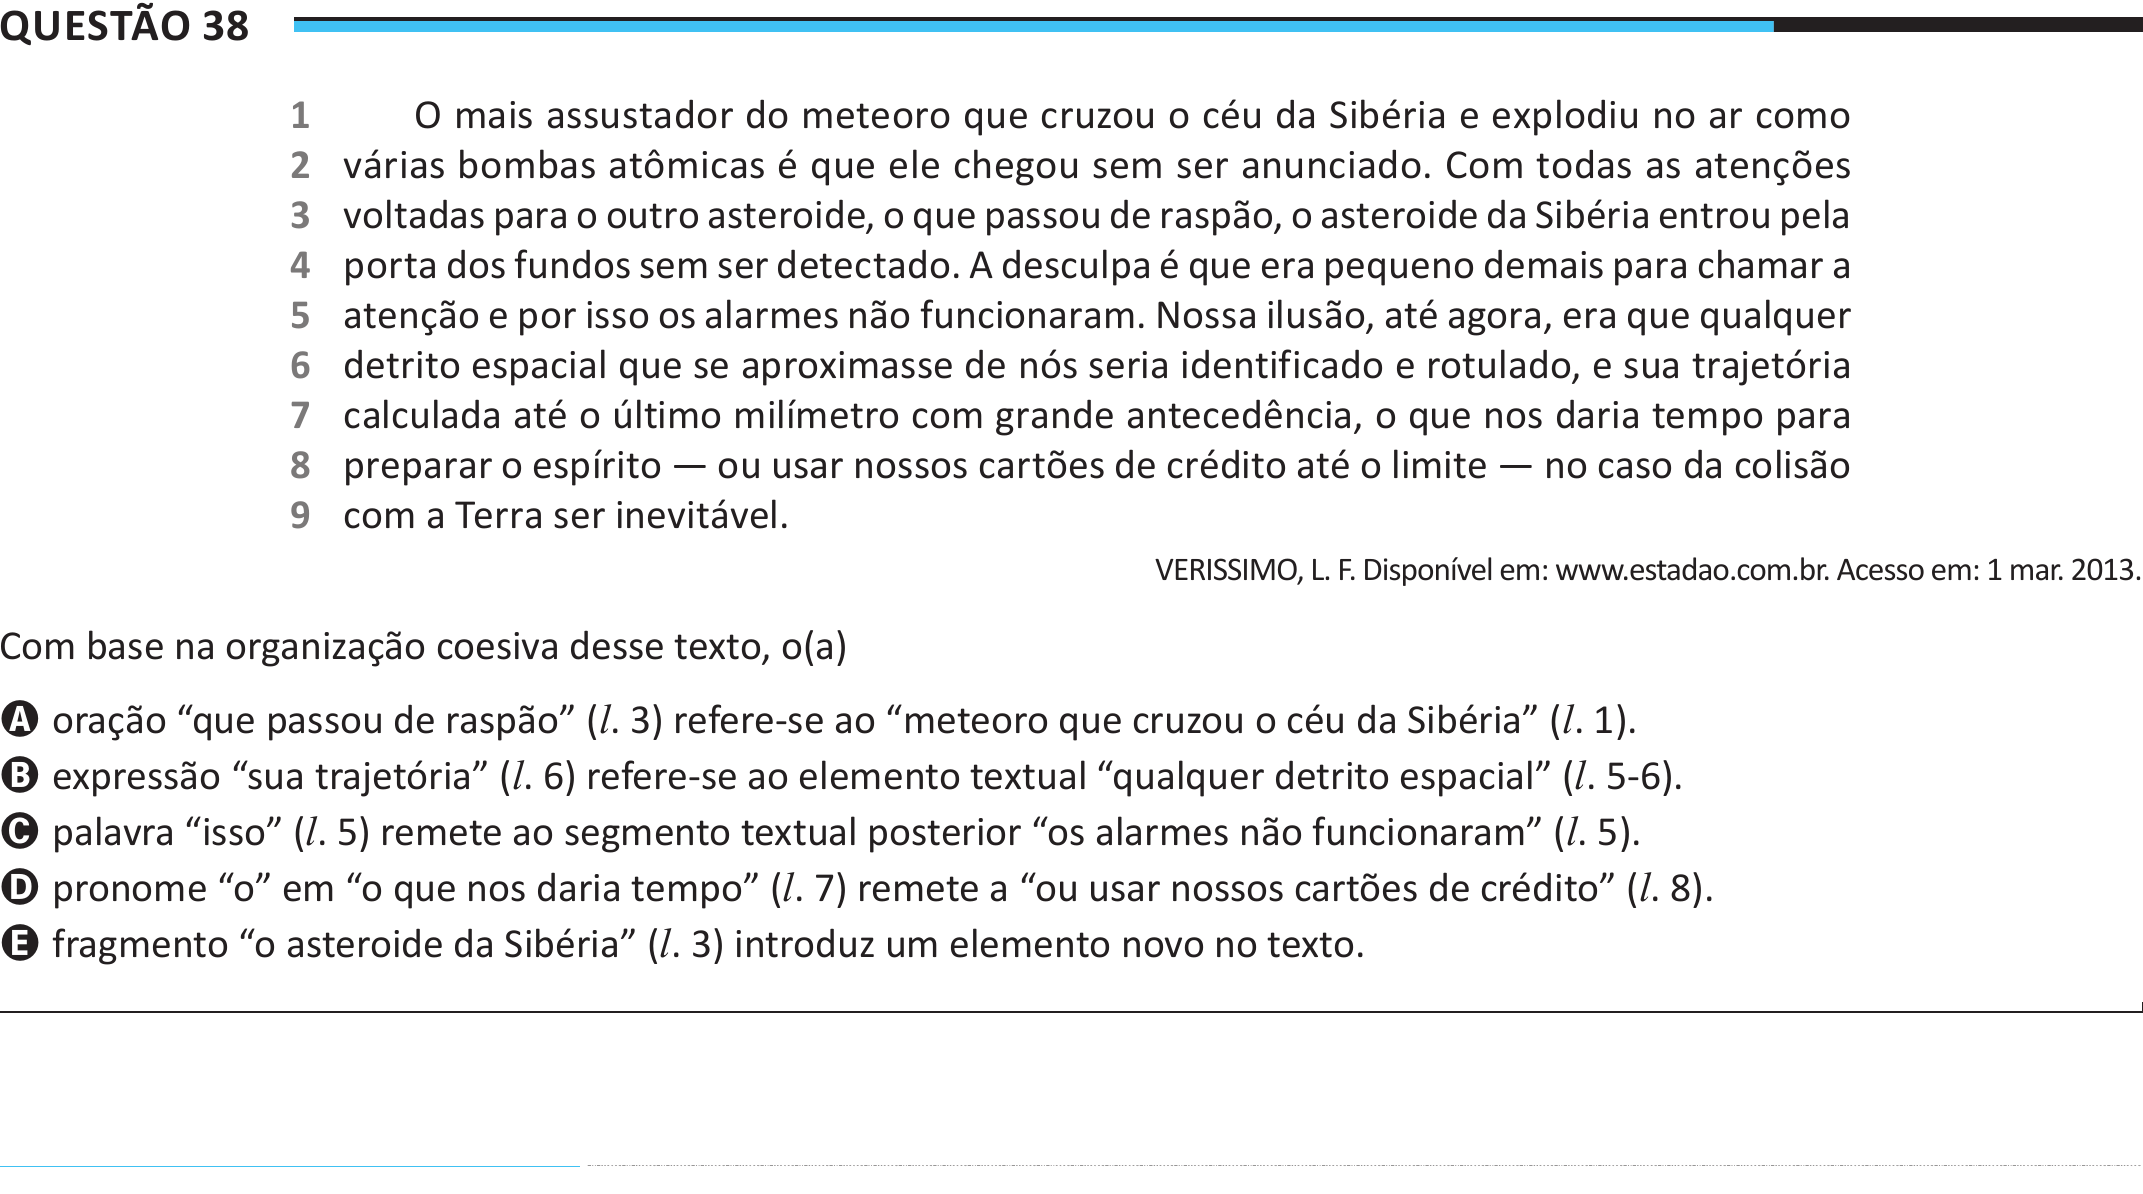 QUESTÃO 38
1 O mais assustador do meteoro que cruzou o céu da Sibéria e explodiu no ar como
2 várias bombas atômicas é que ele chegou sem ser anunciado. Com todas as atenções
3 voltadas para o outro asteroide, o que passou de raspão, o asteroide da Sibéria entrou pela
4 porta dos fundos sem ser detectado. A desculpa é que era pequeno demais para chamar a
5 atenção e por isso os alarmes não funcionaram. Nossa ilusão, até agora, era que qualquer
6 detrito espacial que se aproximasse de nós seria identificado e rotulado, e sua trajetória
7 calculada até o último milímetro com grande antecedência, o que nos daria tempo para
8 preparar o espírito — ou usar nossos cartões de crédito até o limite — no caso da colisão
9 com a Terra ser inevitável.
VERISSIMO, L. F. Disponível em: www.estadao.com.br. Acesso em: 1 mar. 2013.
Com base na organização coesiva desse texto, o(a)
A oração “que passou de raspão” (l. 3) refere-se ao “meteoro que cruzou o céu da Sibéria” (l. 1).
B expressão “sua trajetória” (l. 6) refere-se ao elemento textual “qualquer detrito espacial” (l. 5-6).
C palavra “isso” (l. 5) remete ao segmento textual posterior “os alarmes não funcionaram” (l. 5).
D pronome “o” em “o que nos daria tempo” (l. 7) remete a “ou usar nossos cartões de crédito” (l. 8).
E fragmento “o asteroide da Sibéria” (l. 3) introduz um elemento novo no texto.